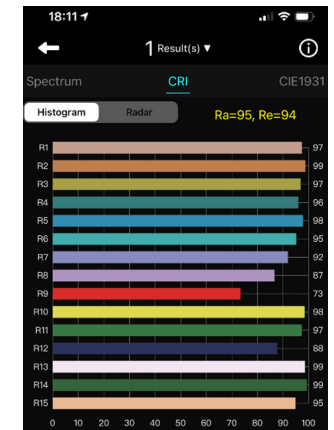 18:11
1 Result(s) ▼
Spectrum CRI CIE1931
Histogram Radar Ra=95, Re=94
R1 97
R2 99
R3 97
R4 96
R5 98
R6 95
R7 92
R8 87
R9 73
R10 98
R11 97
R12 88
R13 99
R14 99
R15 95
0 10 20 30 40 50 60 70 80 90 100